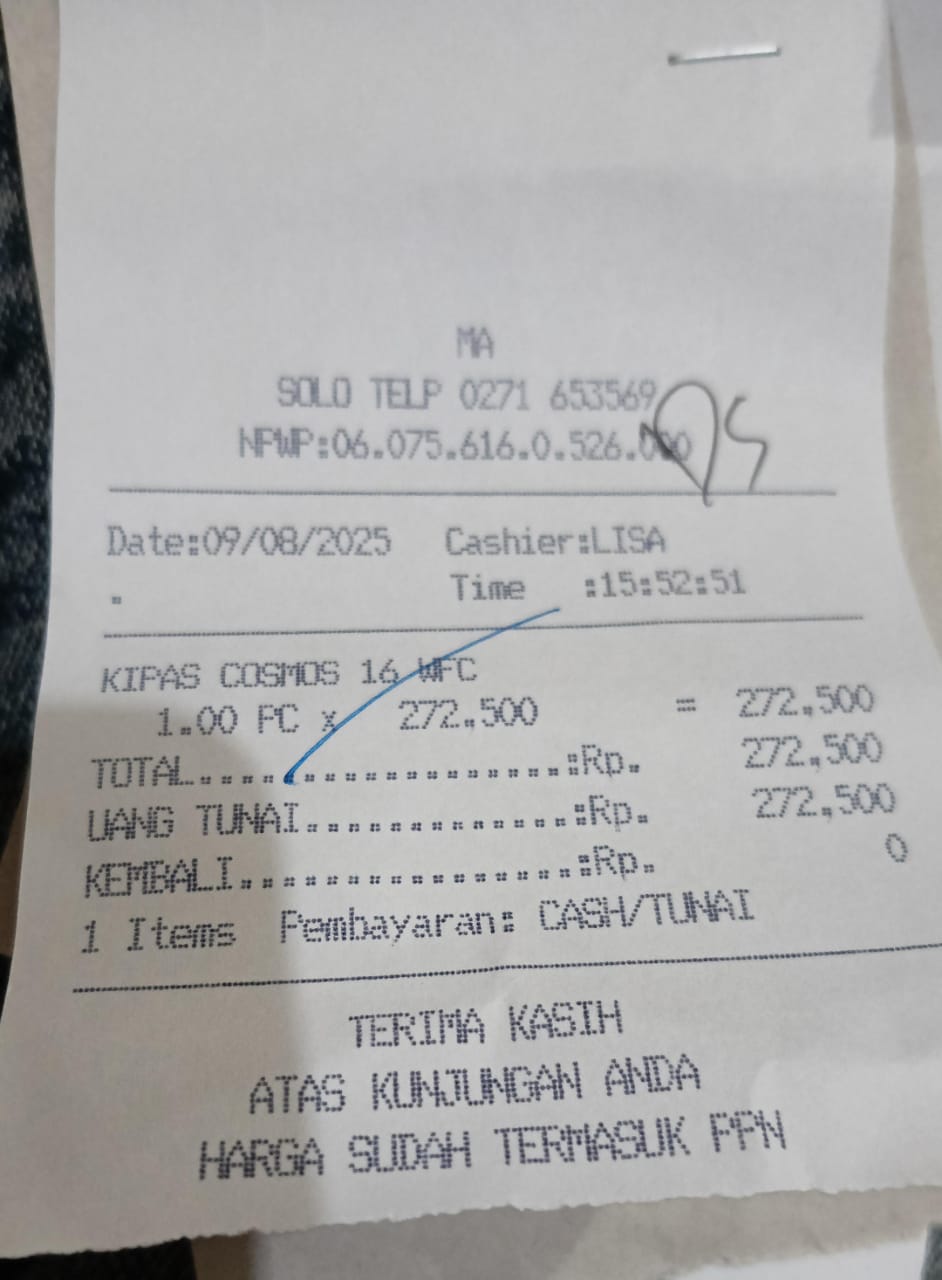 MA
SOLO TELP 0271 653569
NPWP:06.075.616.0.526.000
Date:09/08/2025 Cashier:LISA
. Time :15:52:51
KIPAS COSMOS 16 WFC
1.00 PC x 272,500 = 272,500
TOTAL.................:Rp. 272,500
UANG TUNAI.............:Rp. 272,500
KEMBALI................:Rp. 0
1 Items Pembayaran: CASH/TUNAI
TERIMA KASIH
ATAS KUNJUNGAN ANDA
HARGA SUDAH TERMASUK PPN